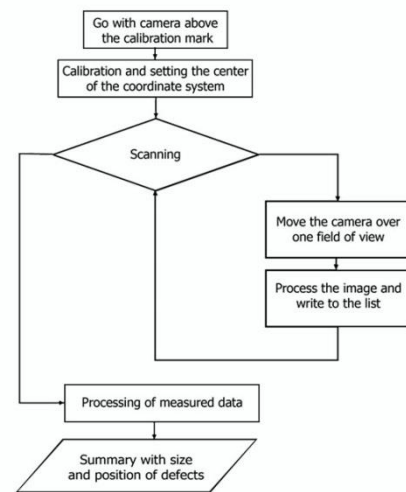 Go with camera above
the calibration mark
Calibration and setting the center
of the coordinate system
Scanning
Move the camera over
one field of view
Process the image and
write to the list
Processing of measured data
Summary with size
and position of defects